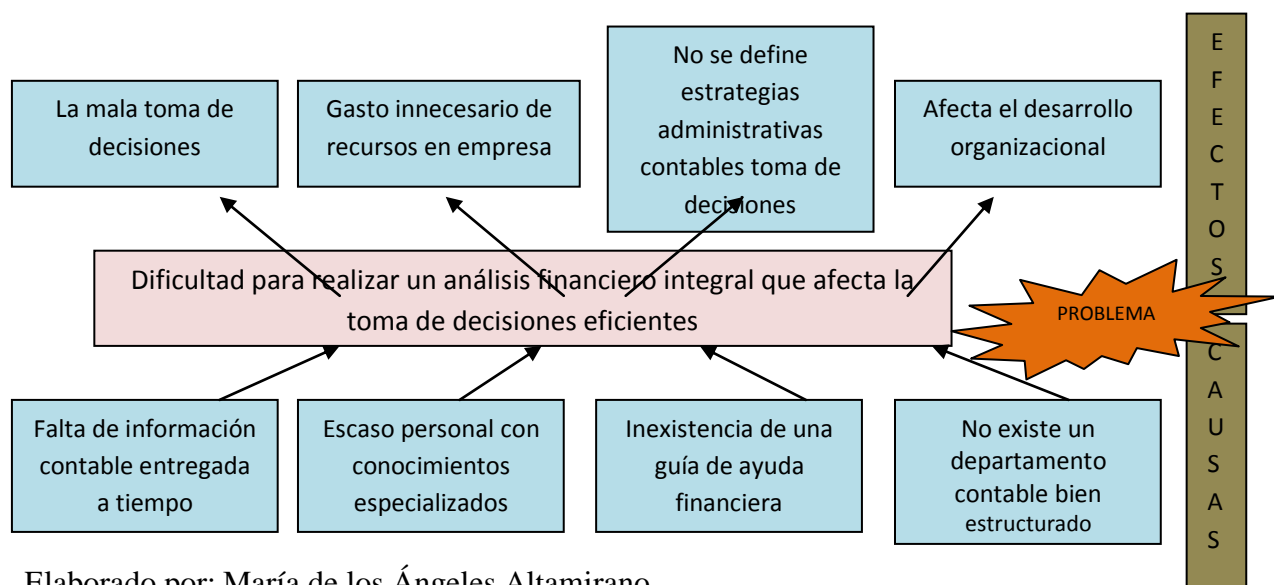 La mala toma de
decisiones
Gasto innecesario de
recursos en empresa
No se define
estrategias
administrativas
contables toma de
decisiones
Afecta el desarrollo
organizacional
EFECTOS
Dificultad para realizar un análisis financiero integral que afecta la
toma de decisiones eficientes
PROBLEMA
Falta de información
contable entregada
a tiempo
Escaso personal con
conocimientos
especializados
Inexistencia de una
guía de ayuda
financiera
No existe un
departamento
contable bien
estructurado
CAUSAS
Elaborado por: María de los Ángeles Altamirano